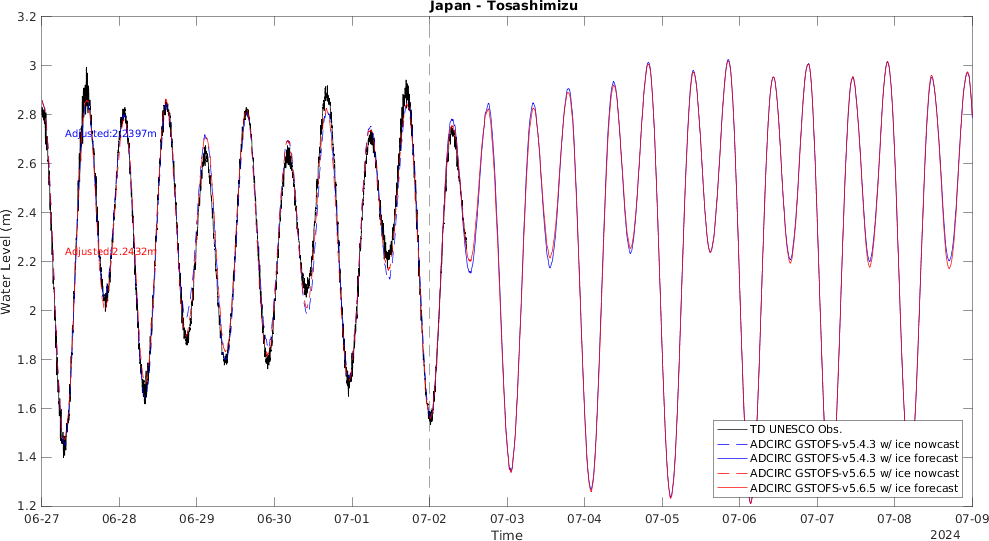 Japan - Tosashimizu
3.2
3
2.8
2.6
2.4
2.2
2
1.8
1.6
1.4
1.2
Water Level (m)
Adjusted:2.2397m
Adjusted:2.2432m
TD UNESCO Obs.
ADCIRC GSTOFS-v5.4.3 w/ ice nowcast
ADCIRC GSTOFS-v5.4.3 w/ ice forecast
ADCIRC GSTOFS-v5.6.5 w/ ice nowcast
ADCIRC GSTOFS-v5.6.5 w/ ice forecast
06-27 06-28 06-29 06-30 07-01 07-02 07-03 07-04 07-05 07-06 07-07 07-08 07-09
Time
2024